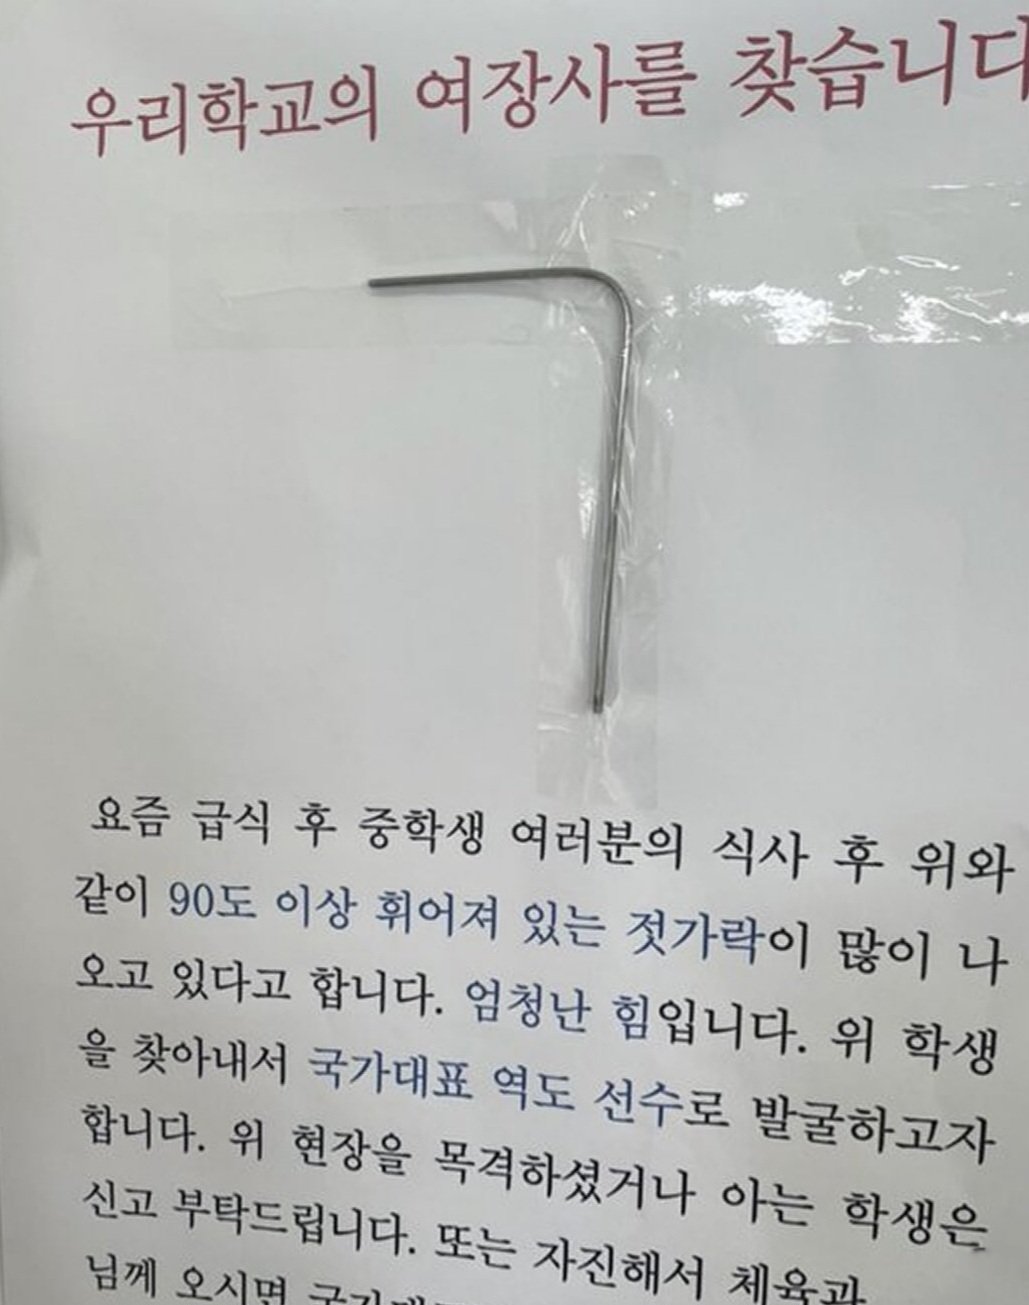 우리학교의 여장사를 찾습니다
요즘 급식 후 중학생 여러분의 식사 후 위와
같이 90도 이상 휘어져 있는 젓가락이 많이 나
오고 있다고 합니다. 엄청난 힘입니다. 위 학생
을 찾아내서 국가대표 역도 선수로 발굴하고자
합니다. 위 현장을 목격하셨거나 아는 학생은
신고 부탁드립니다. 또는 자진해서 체육과
님께 오시면